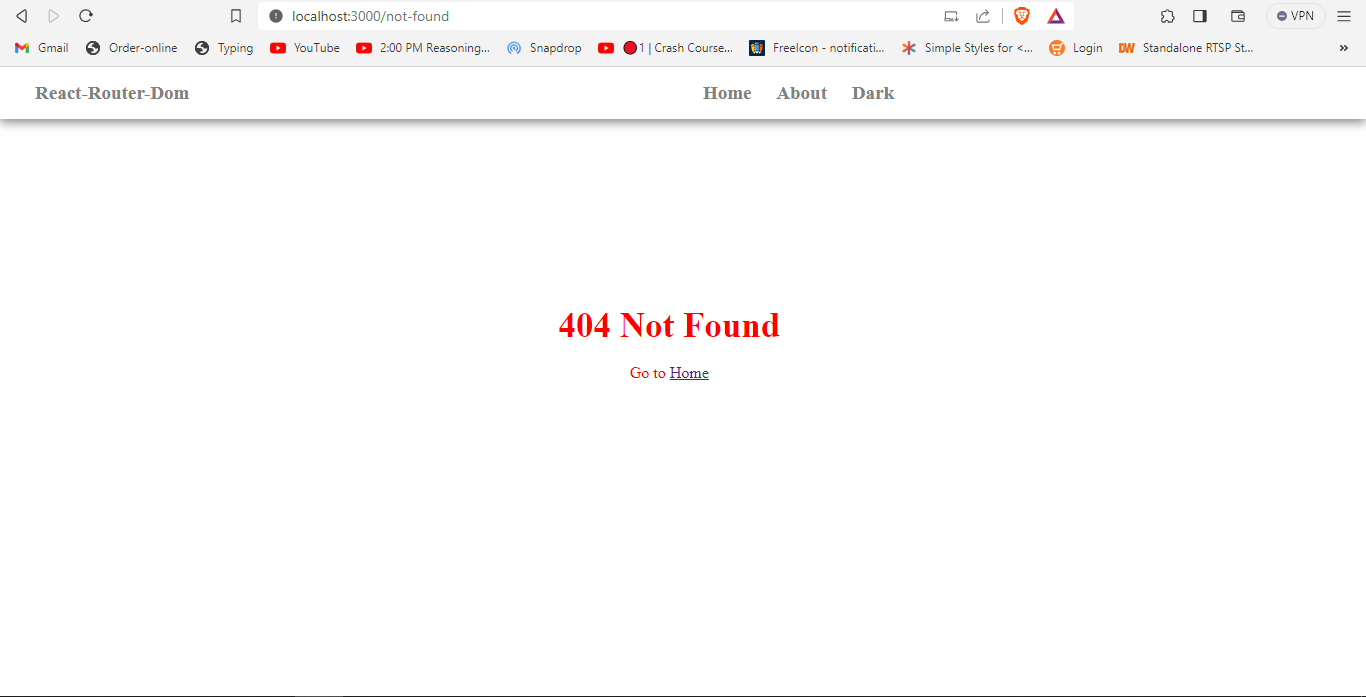 localhost:3000/not-found
VPN
Gmail Order-online Typing YouTube 2:00 PM Reasoning... Snapdrop 1 | Crash Course... FreeIcon - notificati... Simple Styles for <... Login DW Standalone RTSP St... »
React-Router-Dom Home About Dark
404 Not Found
Go to Home